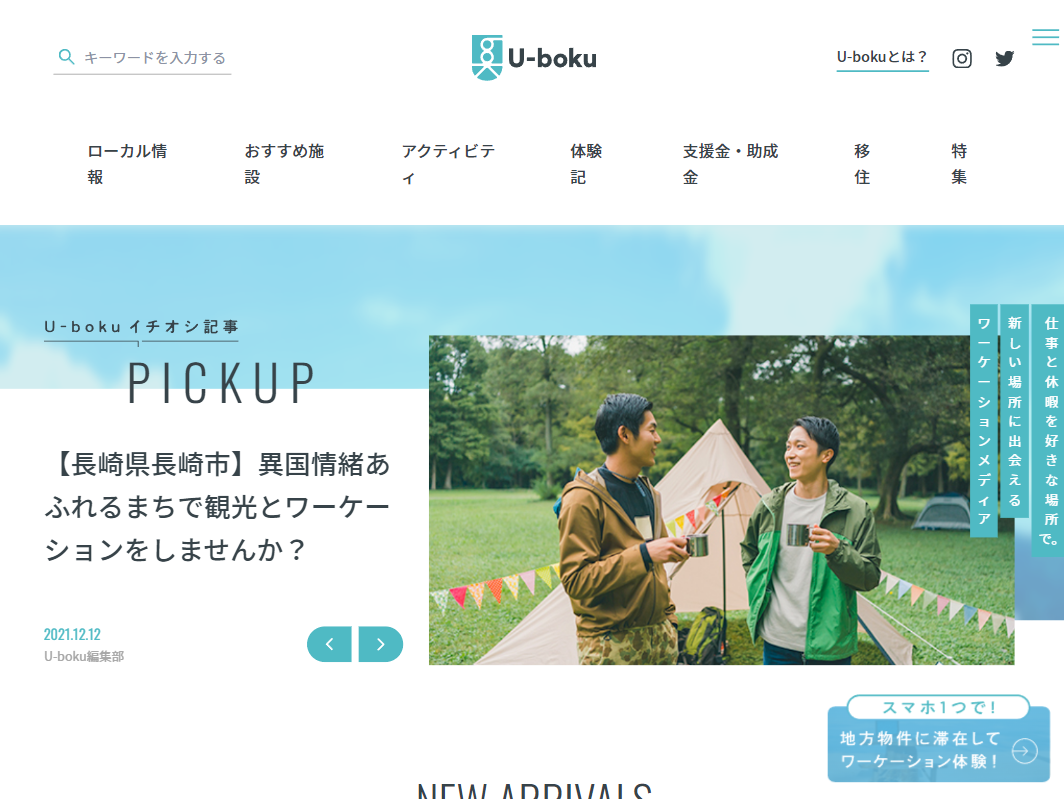 キーワードを入力する
U-boku
U-bokuとは？
ローカル情
報
おすすめ施
設
アクティビテ
ィ
体験
記
支援金・助成
金
移
住
特
集
U-boku イチオシ記事
PICKUP
【長崎県長崎市】異国情緒あ
ふれるまちで観光とワーケー
ションをしませんか？
2021.12.12
U-boku編集部
仕事と休暇を好きな場所で。
新しい場所に出会える
ワーケーションメディア
スマホ1つで！
地方物件に滞在して
ワーケーション体験！
NEW ARRIVALS